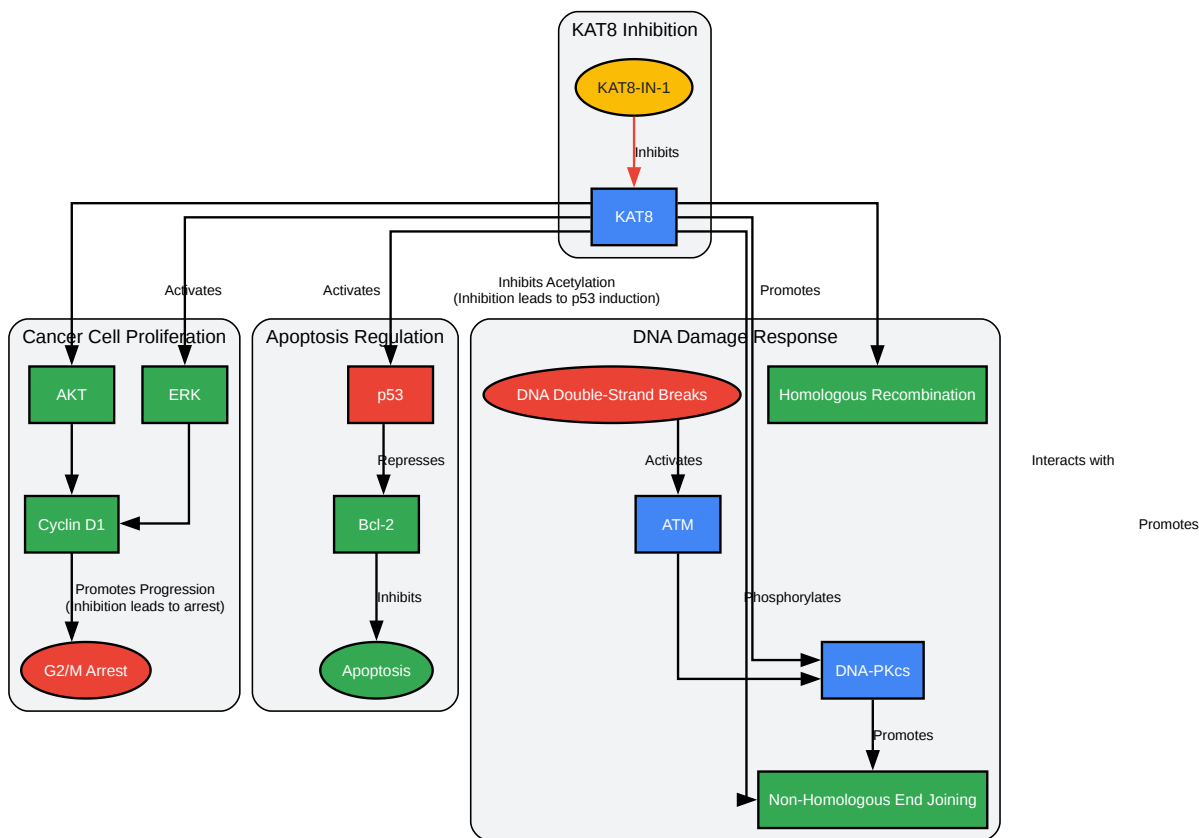 KAT8 Inhibition
KAT8-IN-1
Inhibits
KAT8
Activates
Activates
Inhibits Acetylation
(Inhibition leads to p53 induction)
Promotes
Cancer Cell Proliferation
Apoptosis Regulation
DNA Damage Response
AKT
ERK
p53
DNA Double-Strand Breaks
Homologous Recombination
Represses
Activates
Interacts with
Cyclin D1
Bcl-2
ATM
Promotes
Promotes Progression
(Inhibition leads to arrest)
Inhibits
Phosphorylates
G2/M Arrest
Apoptosis
DNA-PKcs
Promotes
Non-Homologous End Joining